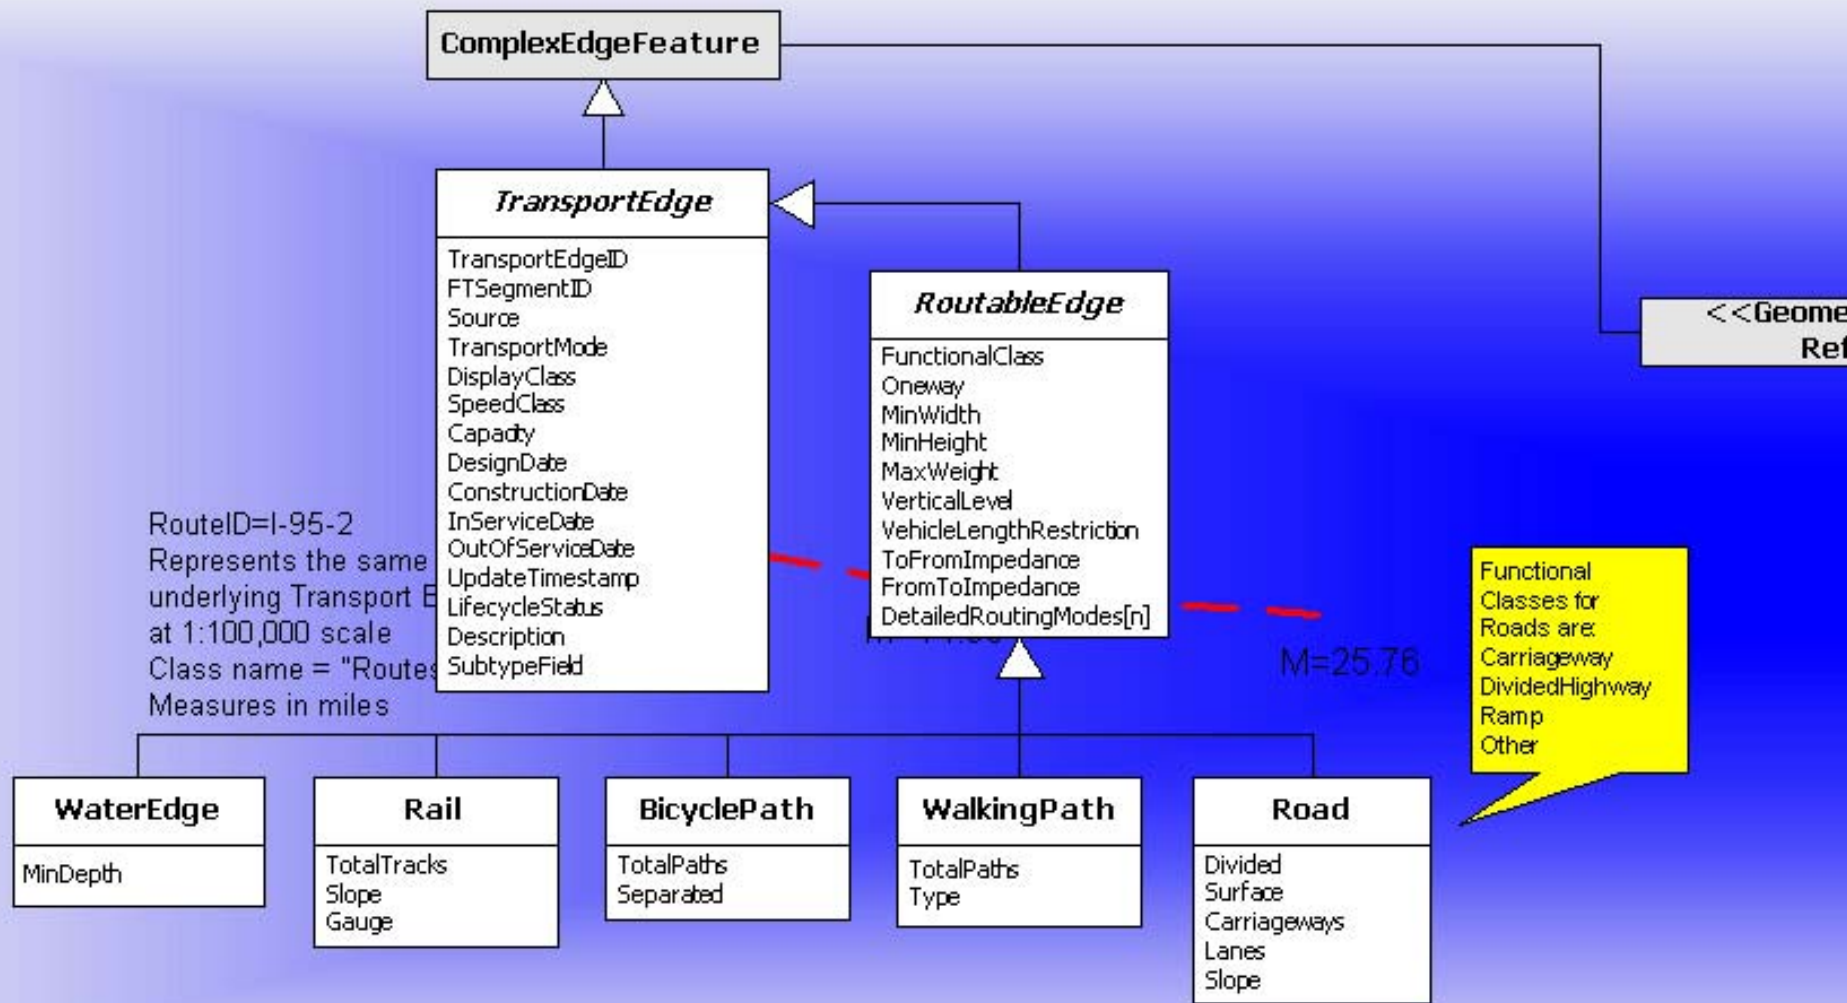 ComplexEdgeFeature
TransportEdge
TransportEdgeID
FTSegmentID
Source
TransportMode
DisplayClass
SpeedClass
Capacity
DesignDate
ConstructionDate
InServiceDate
OutOfServiceDate
UpdateTimestamp
LifecycleStatus
Description
SubtypeField
RoutableEdge
FunctionalClass
Oneway
MinWidth
MinHeight
MaxWeight
VerticalLevel
VehicleLengthRestriction
ToFromImpedance
FromToImpedance
DetailedRoutingModes[n]
<<Geome
Ref
RouteID=I-95-2
Represents the same
underlying Transport E
at 1:100,000 scale
Class name = "Routes
Measures in miles
M=25.76
Functional
Classes for
Roads are:
Carriageway
DividedHighway
Ramp
Other
WaterEdge
MinDepth
Rail
TotalTracks
Slope
Gauge
BicyclePath
TotalPaths
Separated
WalkingPath
TotalPaths
Type
Road
Divided
Surface
Carriageways
Lanes
Slope